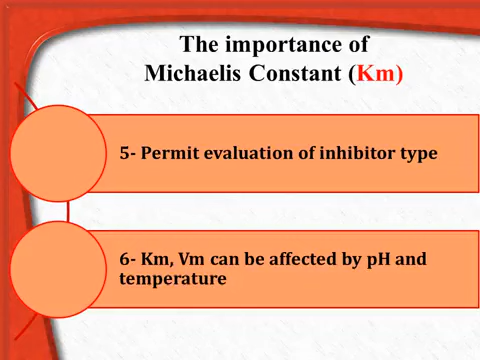 The importance of
Michaelis Constant (Km)
5- Permit evaluation of inhibitor type
6- Km, Vm can be affected by pH and
temperature